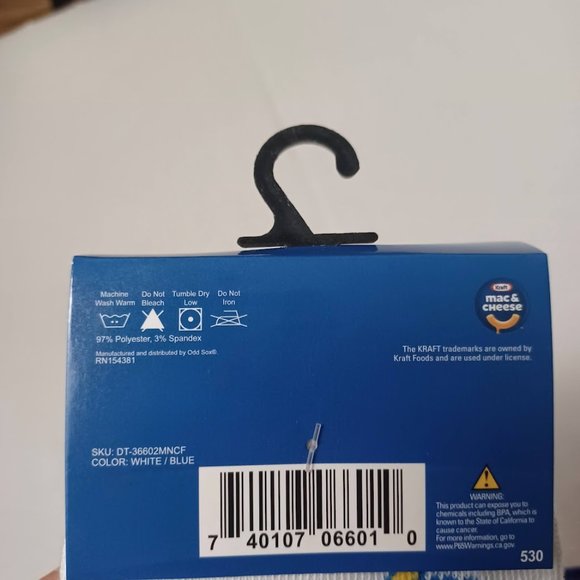 Machine Wash Warm
Do Not Bleach
Tumble Dry Low
Do Not Iron
97% Polyester, 3% Spandex
Manufactured and distributed by Odd Sox®.
RN154381
Kraft
mac&
CHEESE
The KRAFT trademarks are owned by
Kraft Foods and are used under license.
SKU: DT-36602MNCF
COLOR: WHITE / BLUE
7 40107 06601 0
WARNING:
This product can expose you to
chemicals including BPA, which is
known to the State of California to
cause cancer.
For more information, go to
www.P65Warnings.ca.gov
530